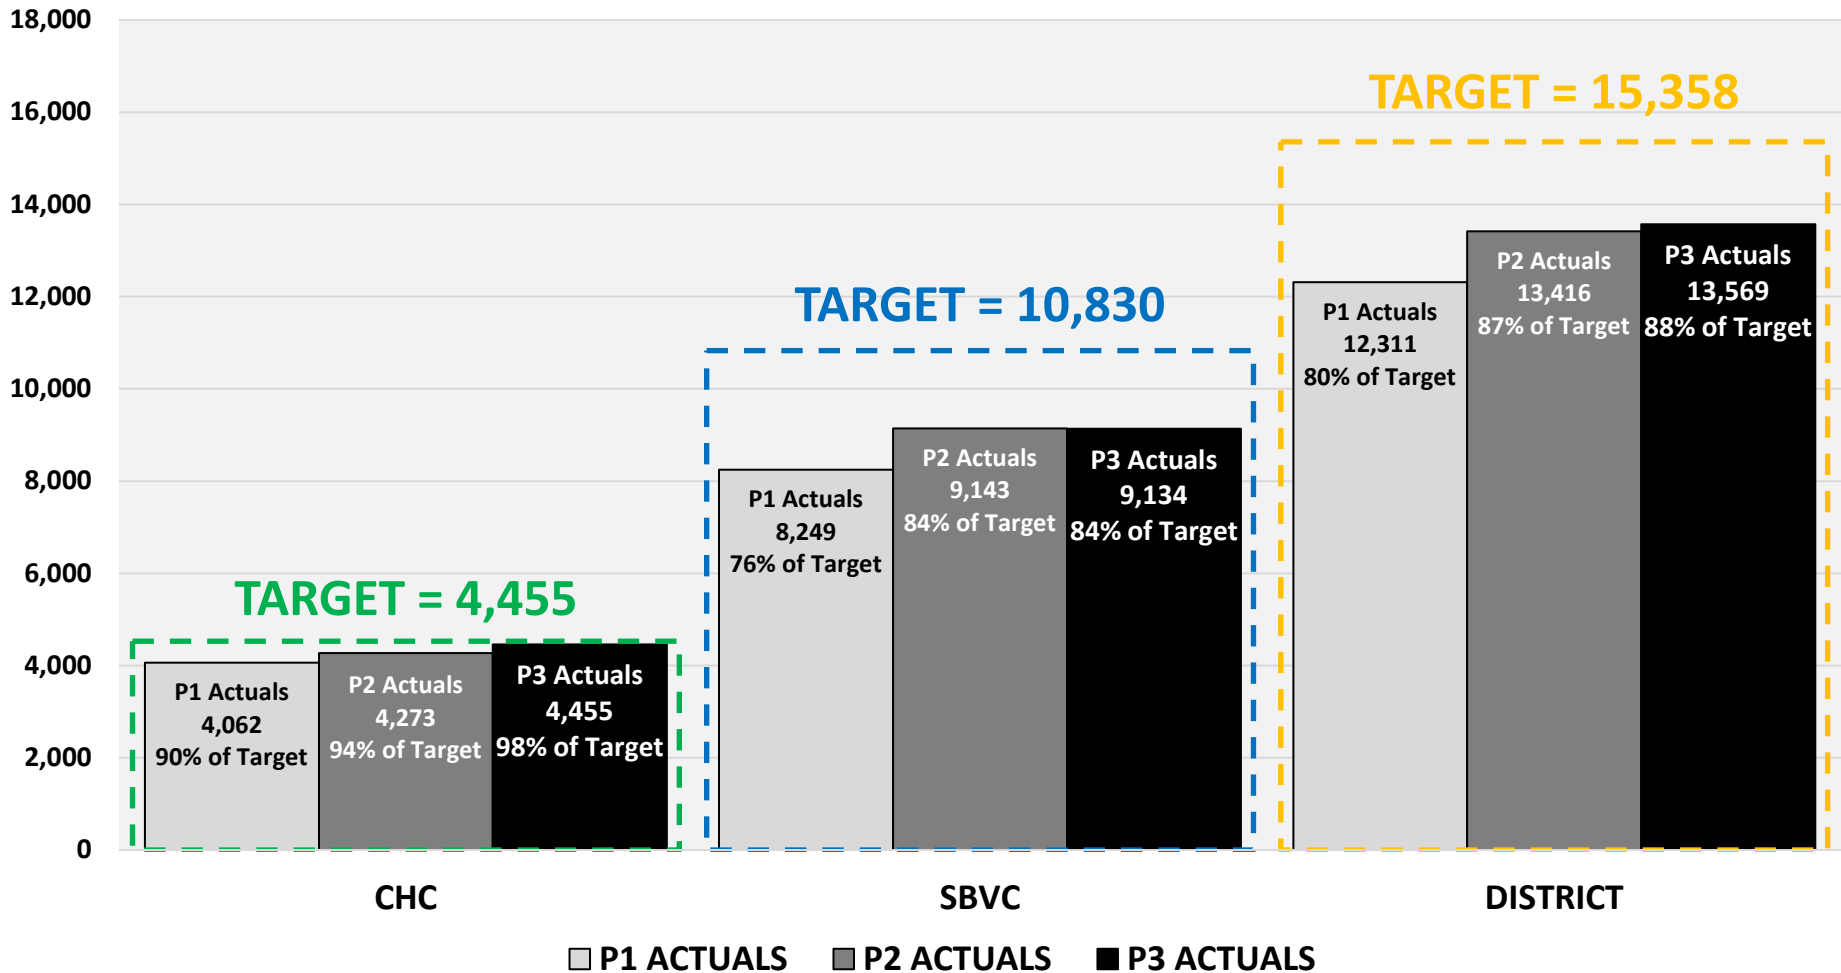 18,000
16,000
14,000
12,000
10,000
8,000
6,000
4,000
2,000
0
TARGET = 4,455
P1 Actuals
4,062
90% of Target
P2 Actuals
4,273
94% of Target
P3 Actuals
4,455
98% of Target
TARGET = 10,830
P1 Actuals
8,249
76% of Target
P2 Actuals
9,143
84% of Target
P3 Actuals
9,134
84% of Target
TARGET = 15,358
P1 Actuals
12,311
80% of Target
P2 Actuals
13,416
87% of Target
P3 Actuals
13,569
88% of Target
CHC
SBVC
DISTRICT
P1 ACTUALS
P2 ACTUALS
P3 ACTUALS